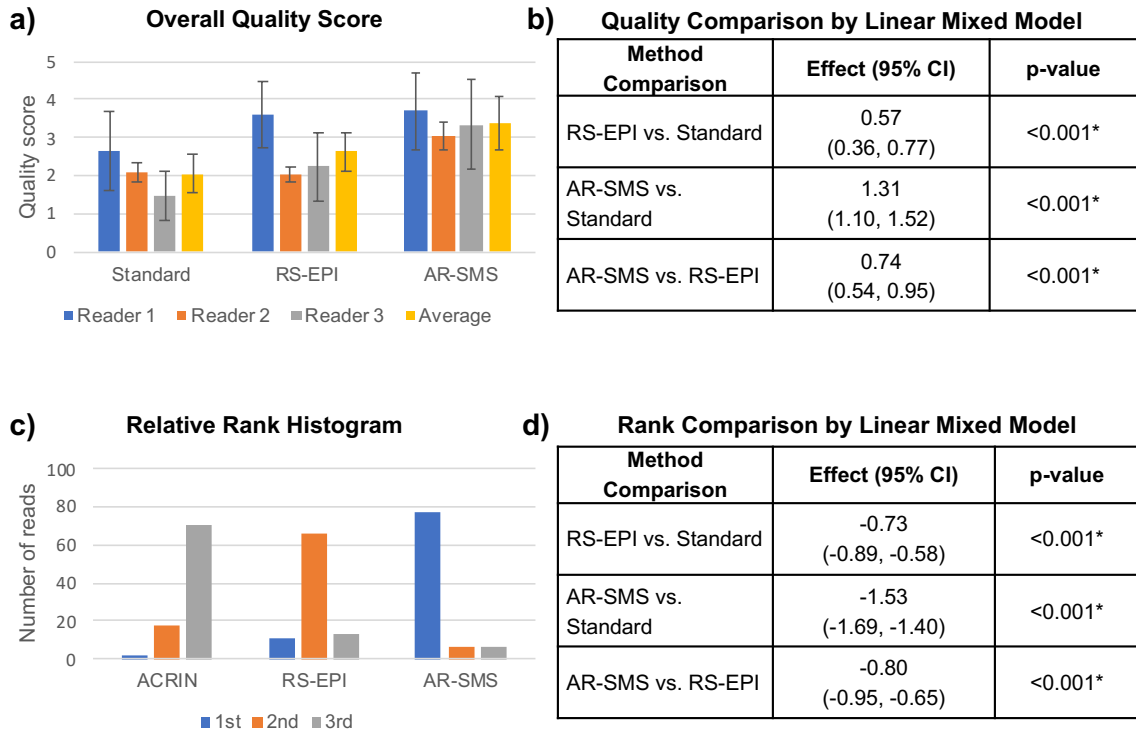 a) Overall Quality Score
Quality score
5
4
3
2
1
0
Standard RS-EPI AR-SMS
Reader 1 Reader 2 Reader 3 Average
b) Quality Comparison by Linear Mixed Model
Method
Comparison
Effect (95% CI)
p-value
RS-EPI vs. Standard
0.57
(0.36, 0.77)
<0.001*
AR-SMS vs.
Standard
1.31
(1.10, 1.52)
<0.001*
AR-SMS vs. RS-EPI
0.74
(0.54, 0.95)
<0.001*
c) Relative Rank Histogram
Number of reads
100
80
60
40
20
0
ACRIN RS-EPI AR-SMS
1st 2nd 3rd
d) Rank Comparison by Linear Mixed Model
Method
Comparison
Effect (95% CI)
p-value
RS-EPI vs. Standard
-0.73
(-0.89, -0.58)
<0.001*
AR-SMS vs.
Standard
-1.53
(-1.69, -1.40)
<0.001*
AR-SMS vs. RS-EPI
-0.80
(-0.95, -0.65)
<0.001*